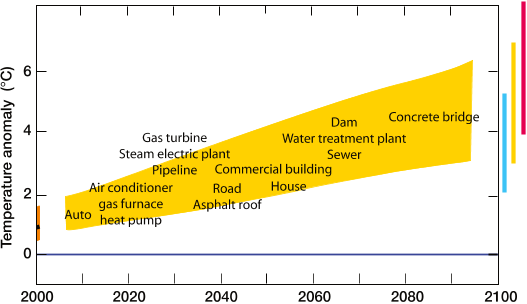 Temperature anomaly (°C)
6
4
2
0
Concrete bridge
Dam
Gas turbine
Water treatment plant
Steam electric plant
Sewer
Pipeline
Commercial building
Air conditioner
Road
House
gas furnace
Asphalt roof
Auto
heat pump
2000
2020
2040
2060
2080
2100